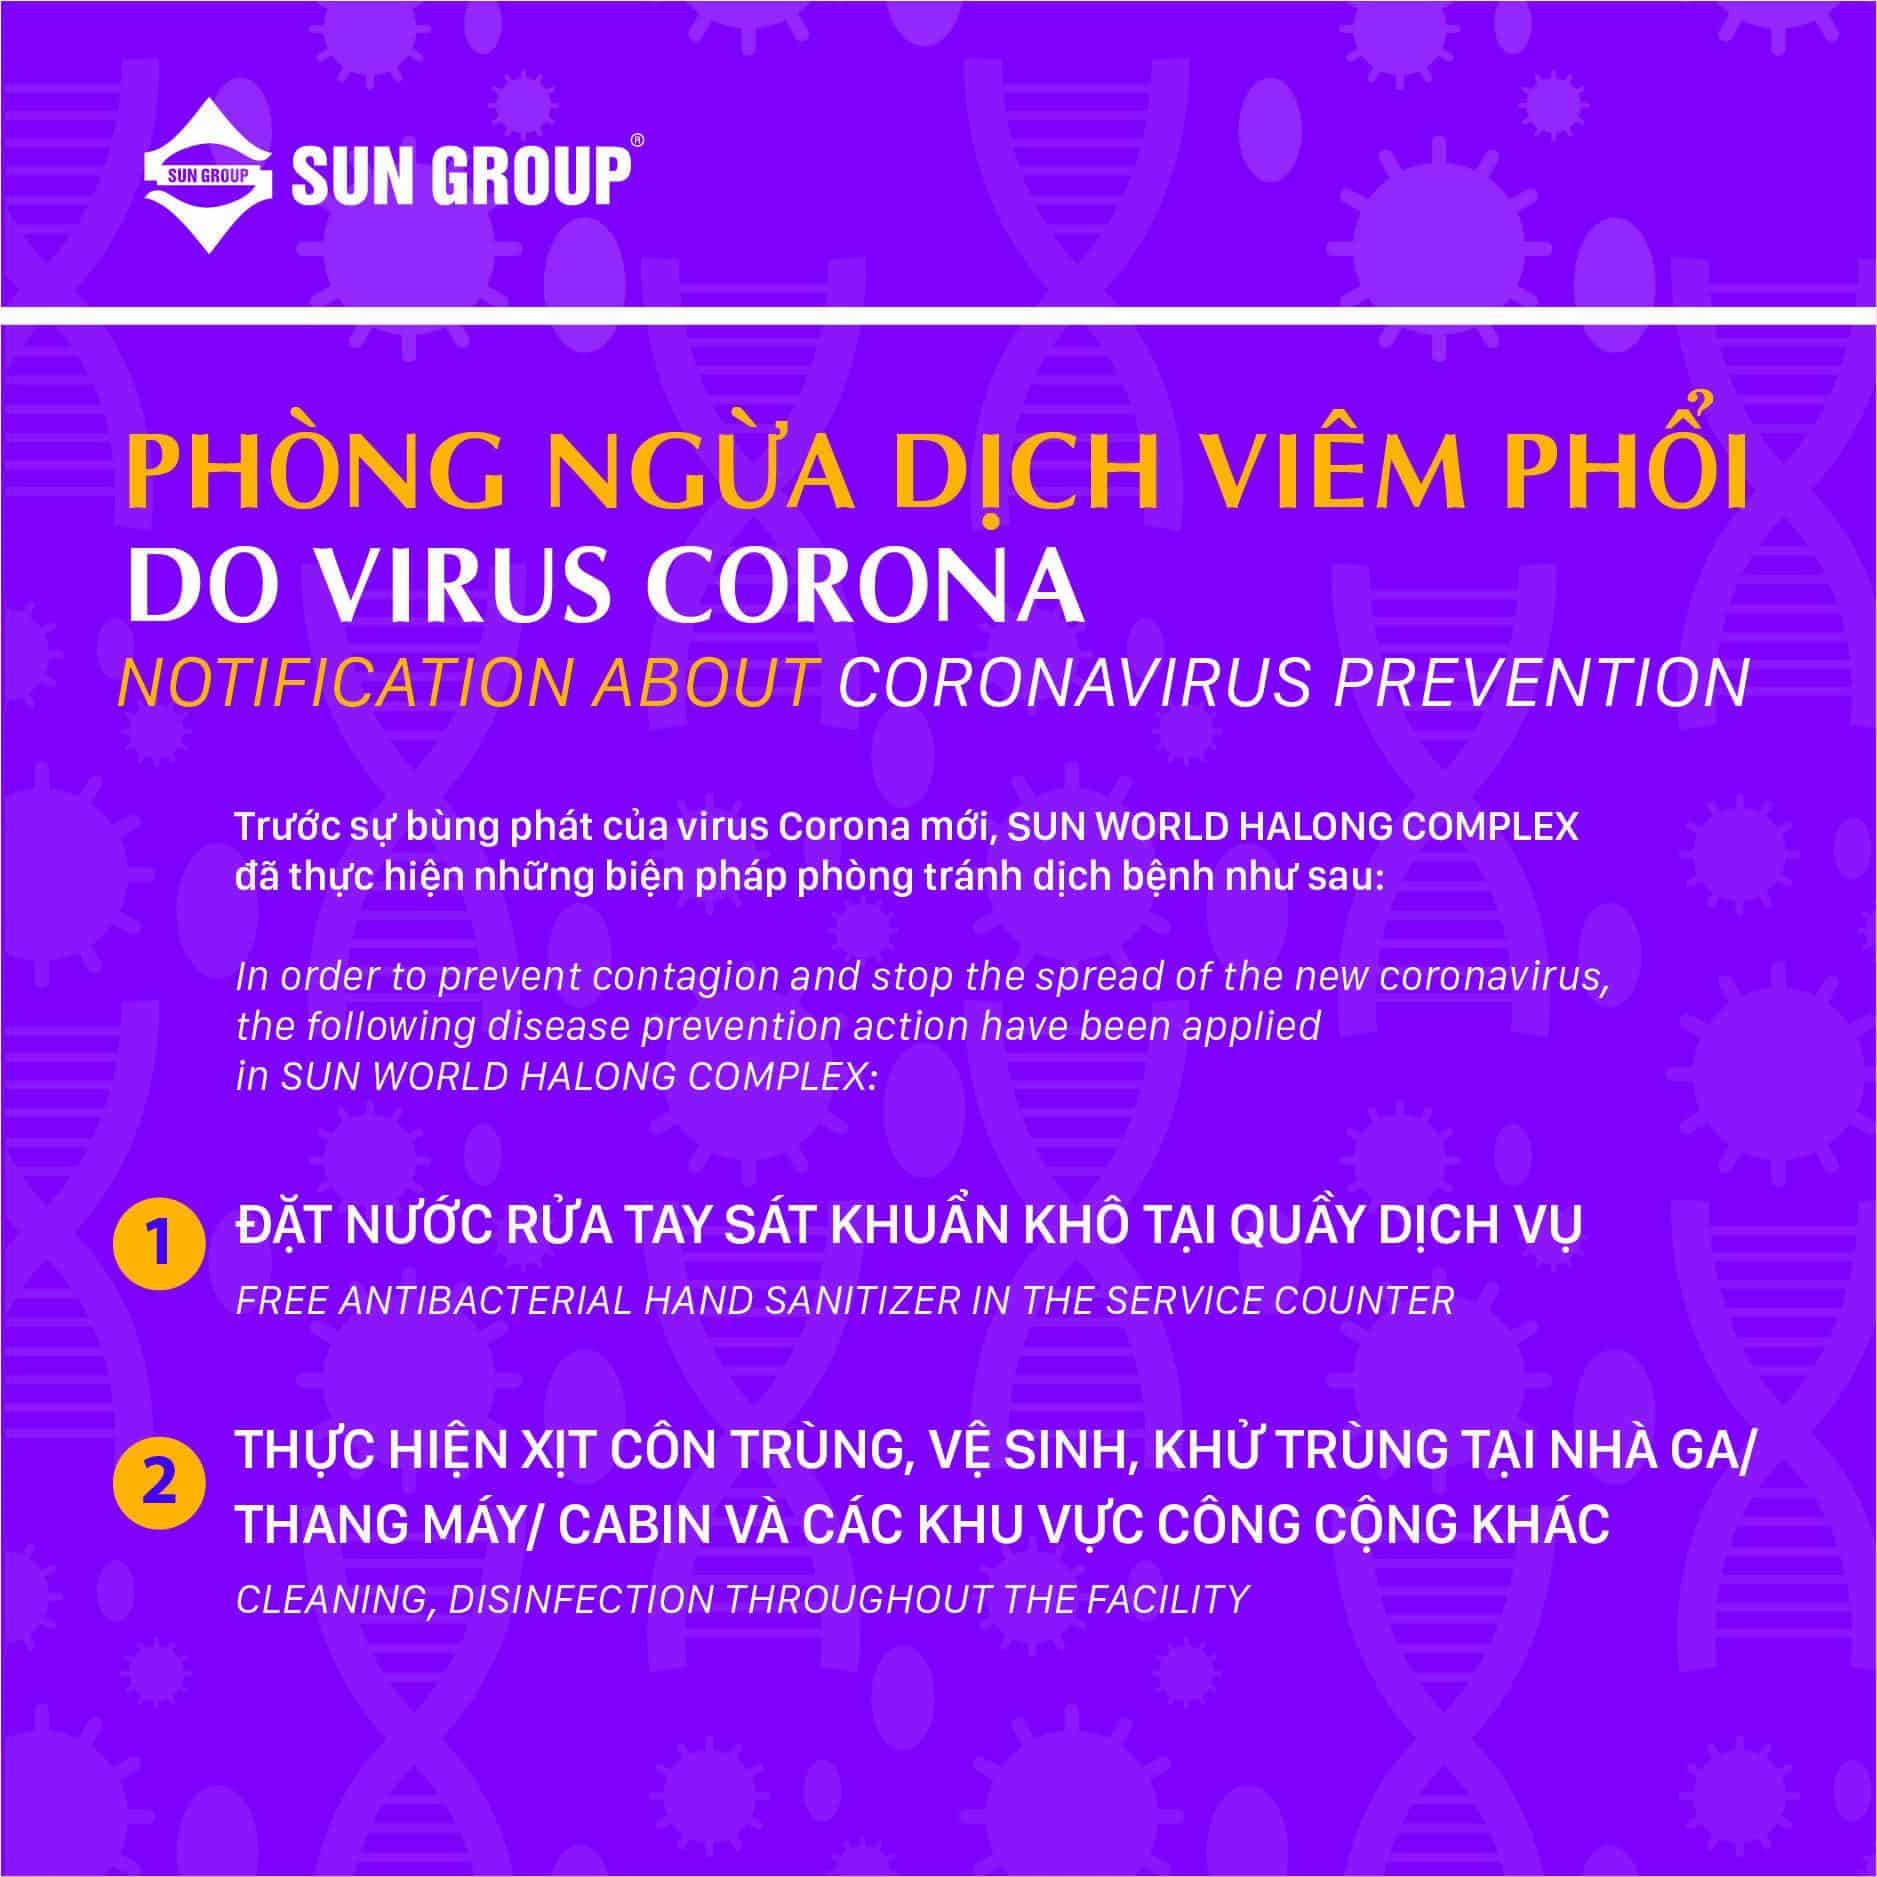 SUN GROUP
SUN GROUP®
PHÒNG NGỪA DỊCH VIÊM PHỔI
DO VIRUS CORONA
NOTIFICATION ABOUT CORONAVIRUS PREVENTION
Trước sự bùng phát của virus Corona mới, SUN WORLD HALONG COMPLEX
đã thực hiện những biện pháp phòng tránh dịch bệnh như sau:
In order to prevent contagion and stop the spread of the new coronavirus,
the following disease prevention action have been applied
in SUN WORLD HALONG COMPLEX:
1 ĐẶT NƯỚC RỬA TAY SÁT KHUẨN KHÔ TẠI QUẦY DỊCH VỤ
FREE ANTIBACTERIAL HAND SANITIZER IN THE SERVICE COUNTER
2 THỰC HIỆN XỊT CÔN TRÙNG, VỆ SINH, KHỬ TRÙNG TẠI NHÀ GA/
THANG MÁY/ CABIN VÀ CÁC KHU VỰC CÔNG CỘNG KHÁC
CLEANING, DISINFECTION THROUGHOUT THE FACILITY